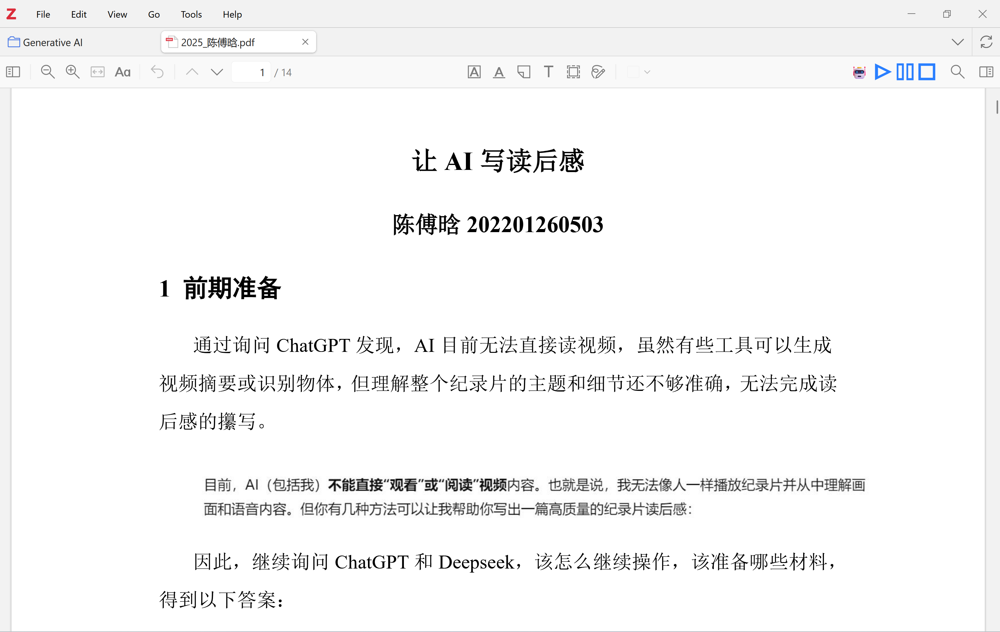 Z File Edit View Go Tools Help
Generative AI 2025_陈傅晗.pdf
Aa 1 / 14 A A T
让 AI 写读后感
陈傅晗 202201260503
1 前期准备
通过询问 ChatGPT 发现，AI 目前无法直接读视频，虽然有些工具可以生成
视频摘要或识别物体，但理解整个纪录片的主题和细节还不够准确，无法完成读
后感的攥写。
目前，AI（包括我）不能直接“观看”或“阅读”视频内容。也就是说，我无法像人一样播放纪录片并从中理解画
面和语音内容。但你有几种方法可以让我帮助你写出一篇高质量的纪录片读后感：
因此，继续询问 ChatGPT 和 Deepseek，该怎么继续操作，该准备哪些材料，
得到以下答案：